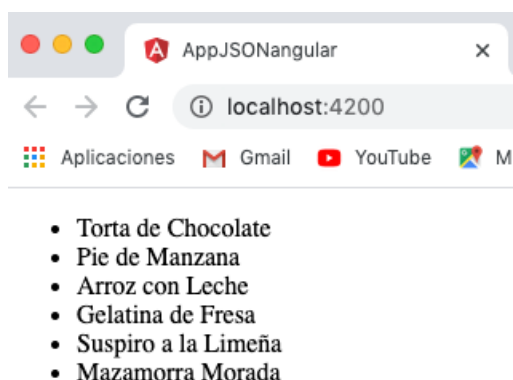 AppJSONangular
localhost:4200
Aplicaciones Gmail YouTube M
Torta de Chocolate
Pie de Manzana
Arroz con Leche
Gelatina de Fresa
Suspiro a la Limeña
Mazamorra Morada